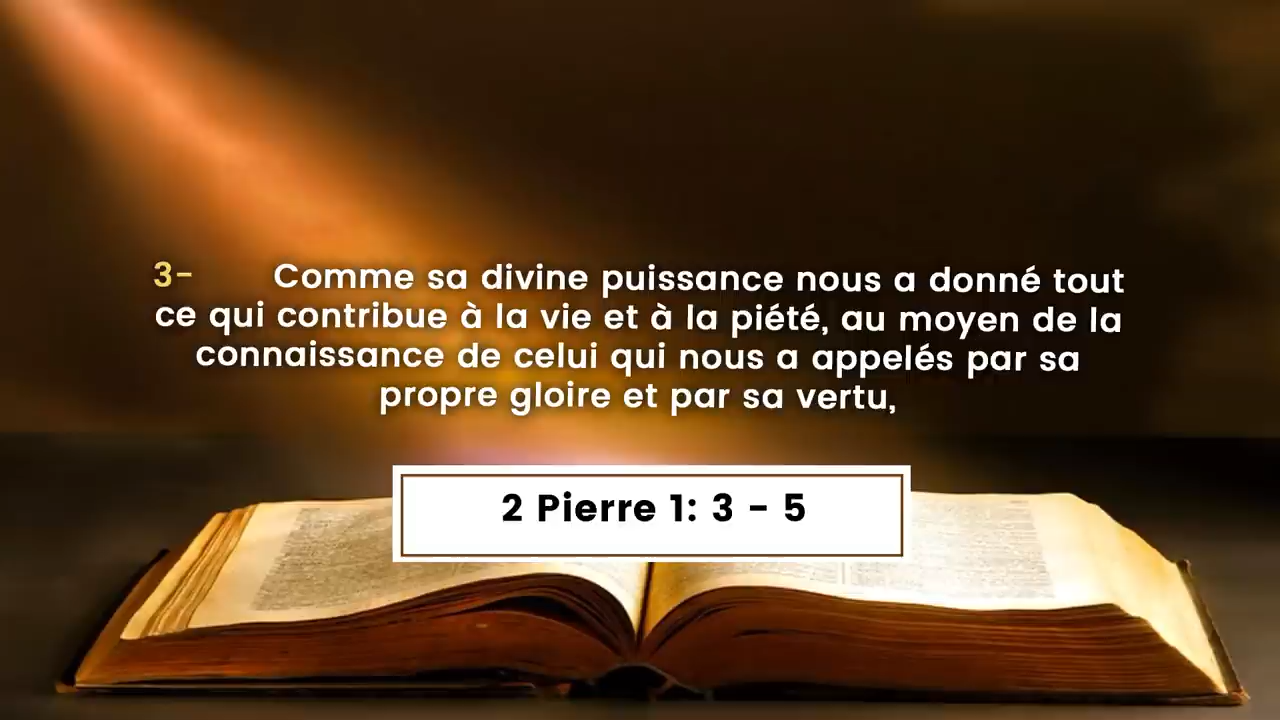 3- Comme sa divine puissance nous a donné tout
ce qui contribue à la vie et à la piété, au moyen de la
connaissance de celui qui nous a appelés par sa
propre gloire et par sa vertu,
2 Pierre 1: 3 - 5